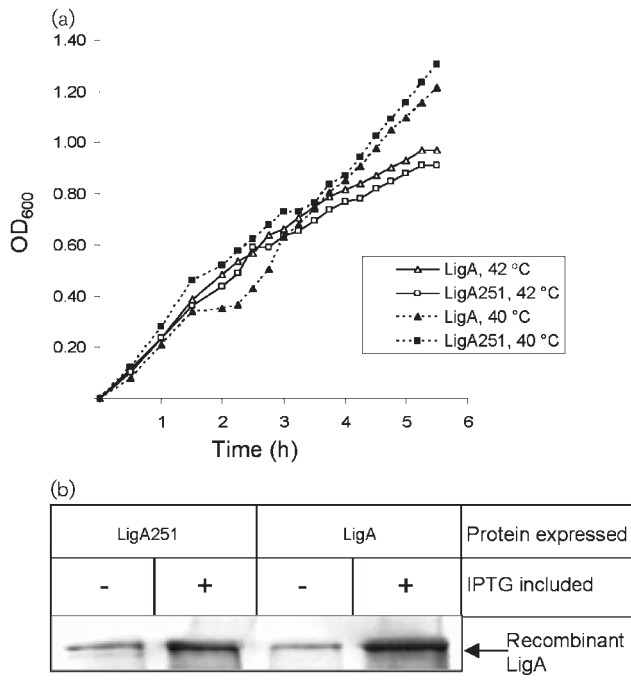 (a)
1.40
1.20
1.00
0.80
0.60
0.40
0.20
OD600
1 2 3 4 5 6
Time (h)
LigA, 42 °C
LigA251, 42 °C
LigA, 40 °C
LigA251, 40 °C
(b)
LigA251 LigA Protein expressed
- + - + IPTG included
Recombinant
LigA